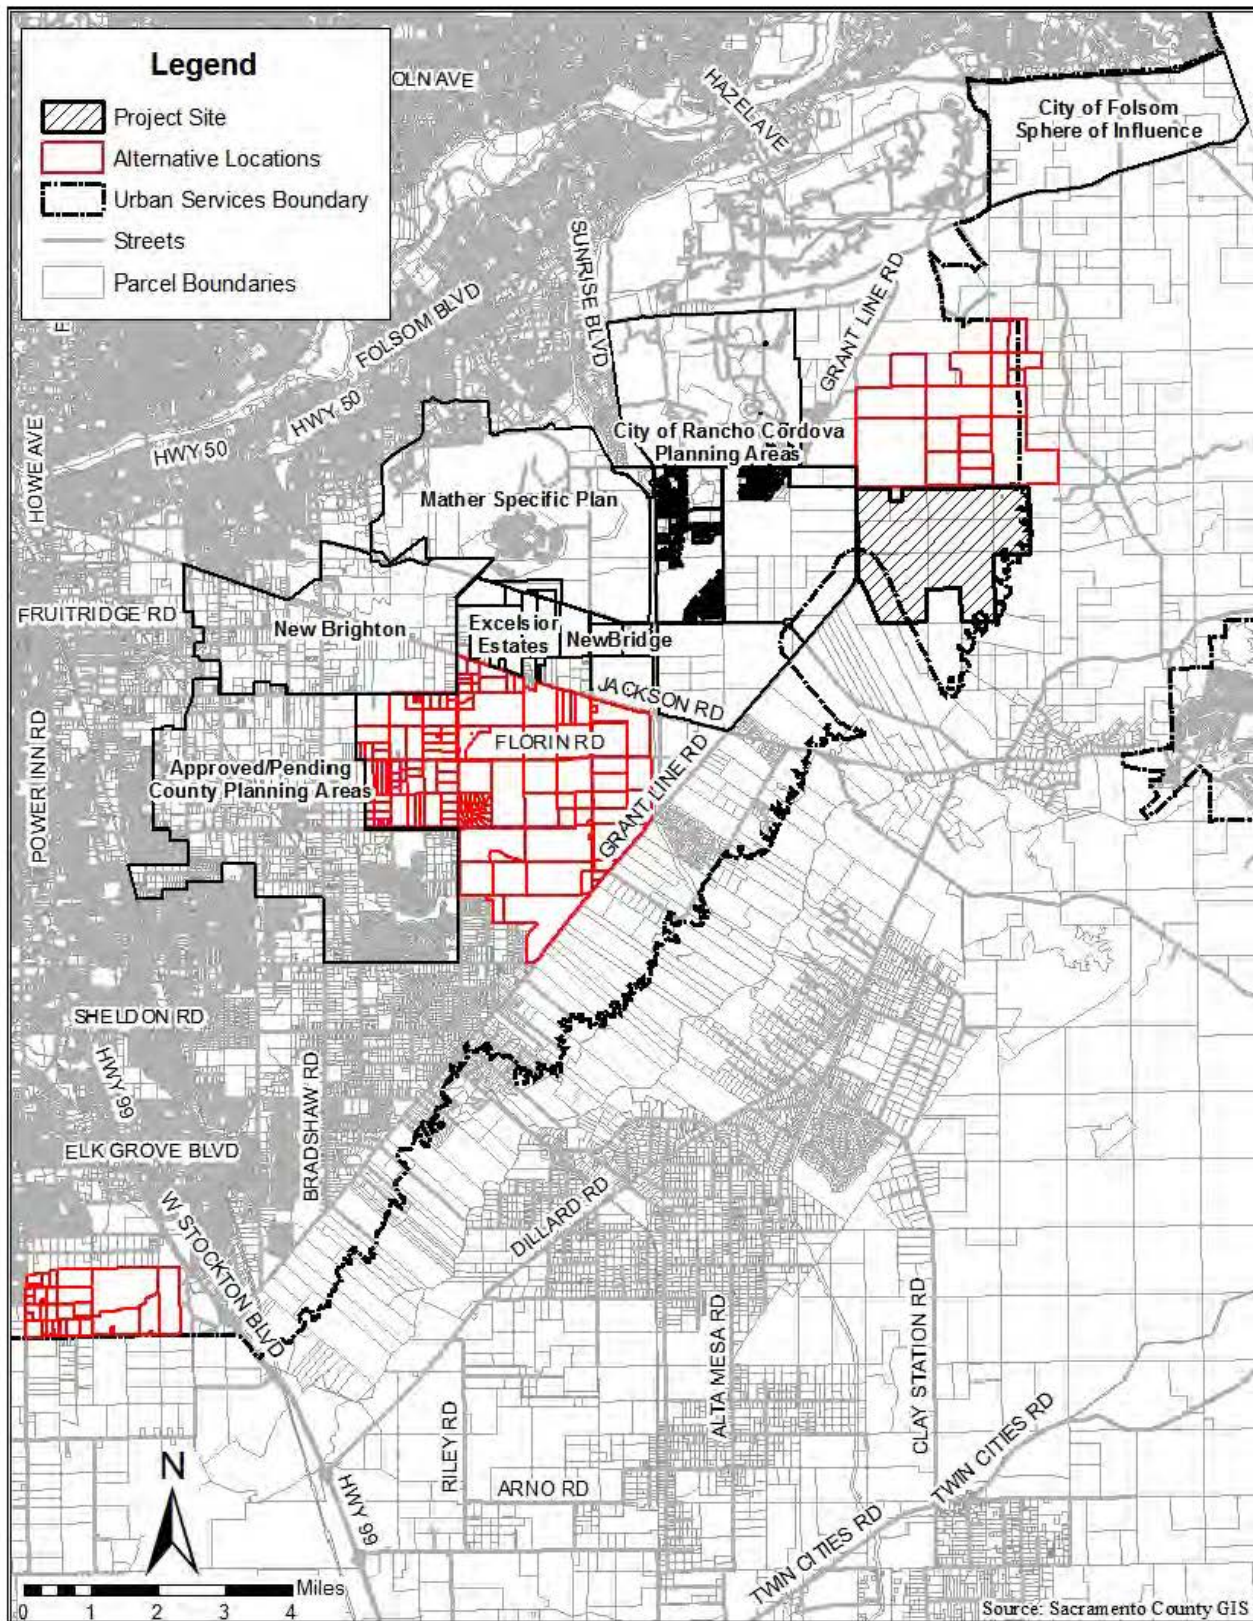 Legend
Project Site
Alternative Locations
Urban Services Boundary
Streets
Parcel Boundaries
OLN AVE
HAZEL AVE
City of Folsom
Sphere of Influence
SUNRISE BLVD
GRANT LINE RD
FOLSOM BLVD
HWY 50
HWY 50
HOWE AVE
City of Rancho Cordova
Planning Areas
Mather Specific Plan
FRUITRIDGE RD
New Brighton
Excelsior
Estates
NewBridge
JACKSON RD
POWER INN RD
FLORIN RD
Approved/Pending
County Planning Areas
GRANT LINE RD
SHELDON RD
HWY 99
BRADSHAW RD
ELK GROVE BLVD
W STOCKTON BLVD
DILLARD RD
ALTA MESA RD
CLAY STATION RD
RILEY RD
ARNO RD
TWIN CITIES RD
TWIN CITIES RD
HWY 99
N
Miles
0 1 2 3 4
Source: Sacramento County GIS